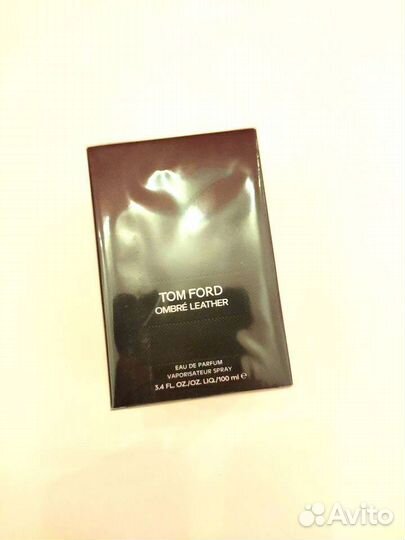 TOM FORD
OMBRÉ LEATHER
EAU DE PARFUM
VAPORISATEUR SPRAY
3.4 FL. OZ./OZ. LIQ./100 ml ℮
Avito